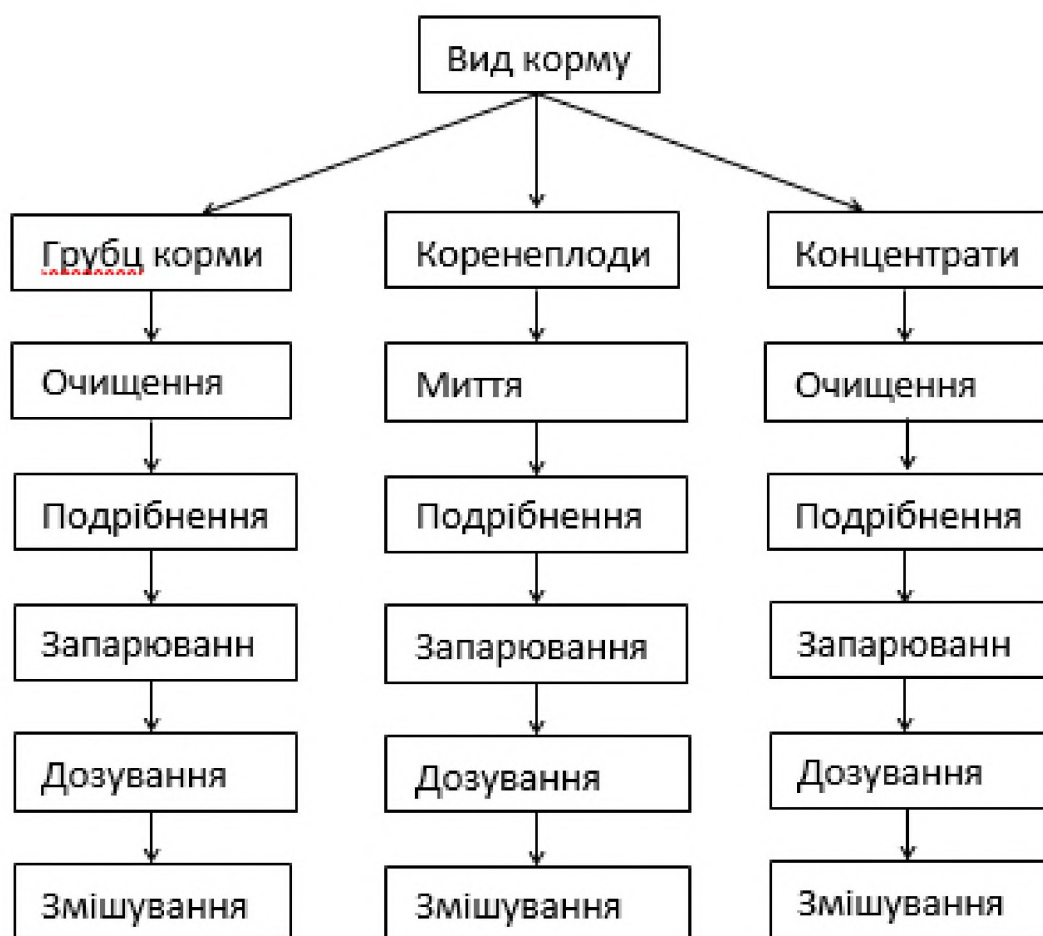 Вид корму
Грубц корми
Коренеплоди
Концентрати
Очищення
Миття
Очищення
Подрібнення
Подрібнення
Подрібнення
Запарюванн
Запарювання
Запарюванн
Дозування
Дозування
Дозування
Змішування
Змішування
Змішування